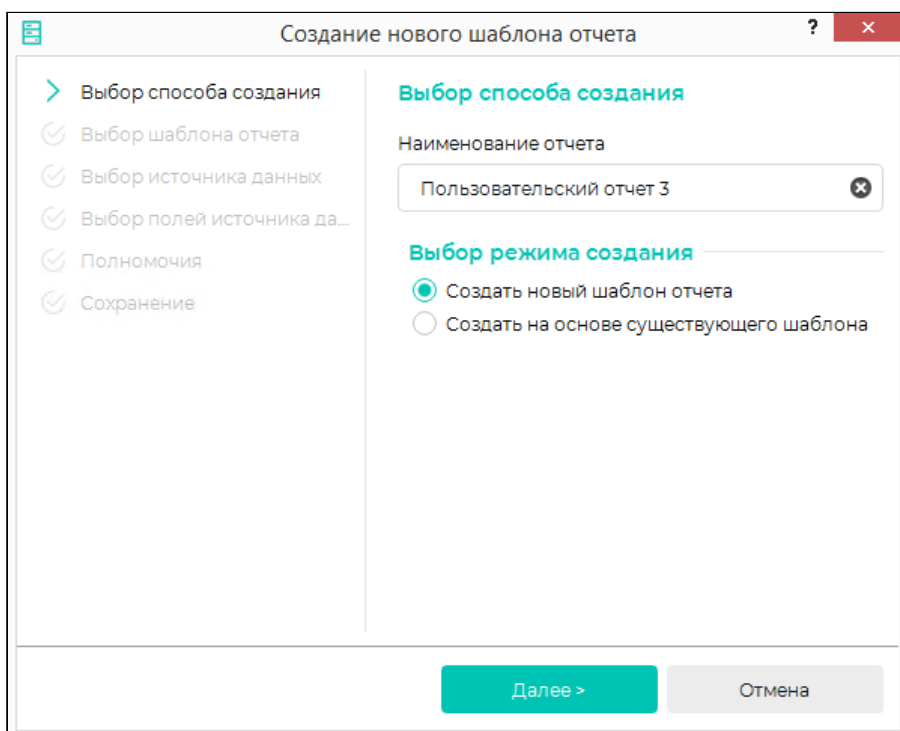 Создание нового шаблона отчета
?
Выбор способа создания
Выбор шаблона отчета
Выбор источника данных
Выбор полей источника да...
Полномочия
Сохранение
Выбор способа создания
Наименование отчета
Пользовательский отчет 3
Выбор режима создания
Создать новый шаблон отчета
Создать на основе существующего шаблона
Далее >
Отмена